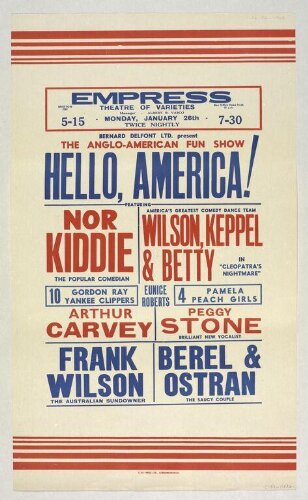 EMPRESS
THEATRE OF VARIETIES
5-15
MONDAY, JANUARY 26th
TWICE NIGHTLY
7-30
BERNARD DELFONT LTD. present
THE ANGLO-AMERICAN FUN SHOW
HELLO, AMERICA!
FEATURING
NOR
KIDDIE
THE POPULAR COMEDIAN
AMERICA'S GREATEST COMEDY DANCE TEAM
WILSON, KEPPEL
& BETTY
IN
"CLEOPATRA'S
NIGHTMARE"
10 GORDON RAY
YANKEE CLIPPERS
EUNICE
ROBERTS
4 PAMELA
PEACH GIRLS
ARTHUR
CARVEY
PEGGY
STONE
BRILLIANT NEW VOCALIST
FRANK
WILSON
THE AUSTRALIAN SUNDOWNER
BEREL &
OSTRAN
THE SAUCY COUPLE